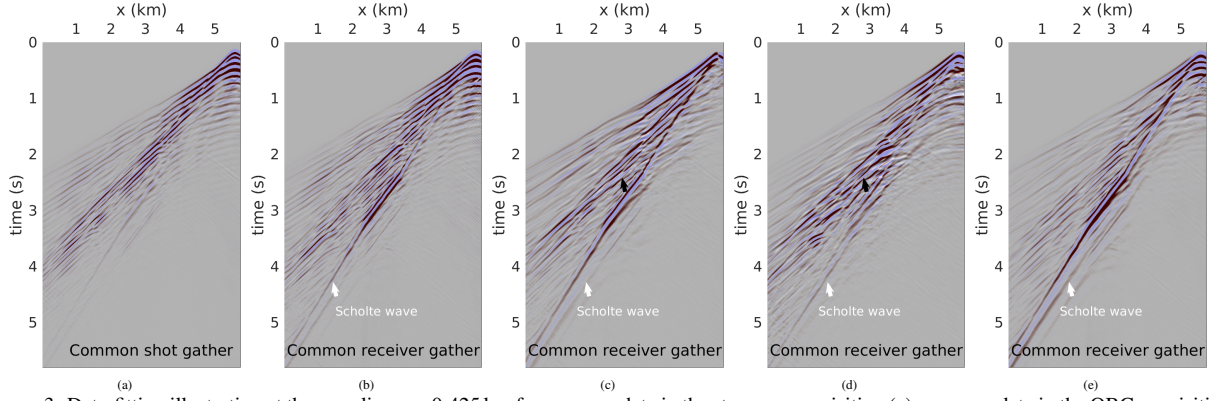 x (km)
1 2 3 4 5
0
1
2
3
4
5
time (s)
Common shot gather
(a)
x (km)
1 2 3 4 5
0
1
2
3
4
5
time (s)
Scholte wave
Common receiver gather
(b)
x (km)
1 2 3 4 5
0
1
2
3
4
5
time (s)
Scholte wave
Common receiver gather
(c)
x (km)
1 2 3 4 5
0
1
2
3
4
5
time (s)
Scholte wave
Common receiver gather
(d)
x (km)
1 2 3 4 5
0
1
2
3
4
5
time (s)
Scholte wave
Common receiver gather
(e)